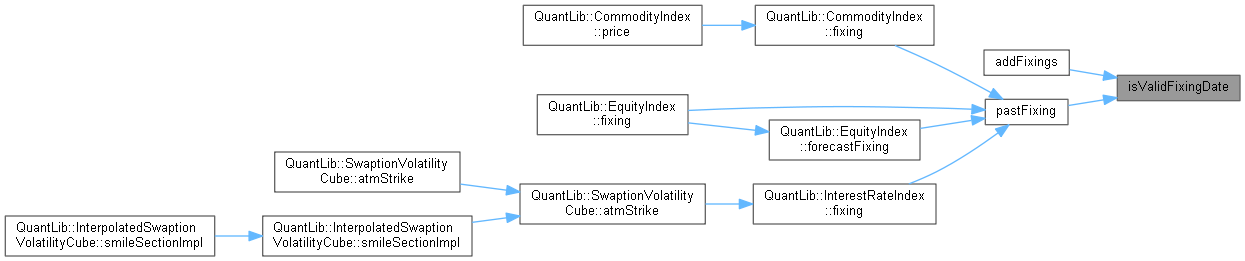 QuantLib::CommodityIndex
::price
QuantLib::CommodityIndex
::fixing
addFixings
isValidFixingDate
QuantLib::EquityIndex
::fixing
pastFixing
QuantLib::EquityIndex
::forecastFixing
QuantLib::SwaptionVolatility
Cube::atmStrike
QuantLib::SwaptionVolatility
Cube::atmStrike
QuantLib::InterestRateIndex
::fixing
QuantLib::InterpolatedSwaption
VolatilityCube::smileSectionImpl
QuantLib::InterpolatedSwaption
VolatilityCube::smileSectionImpl